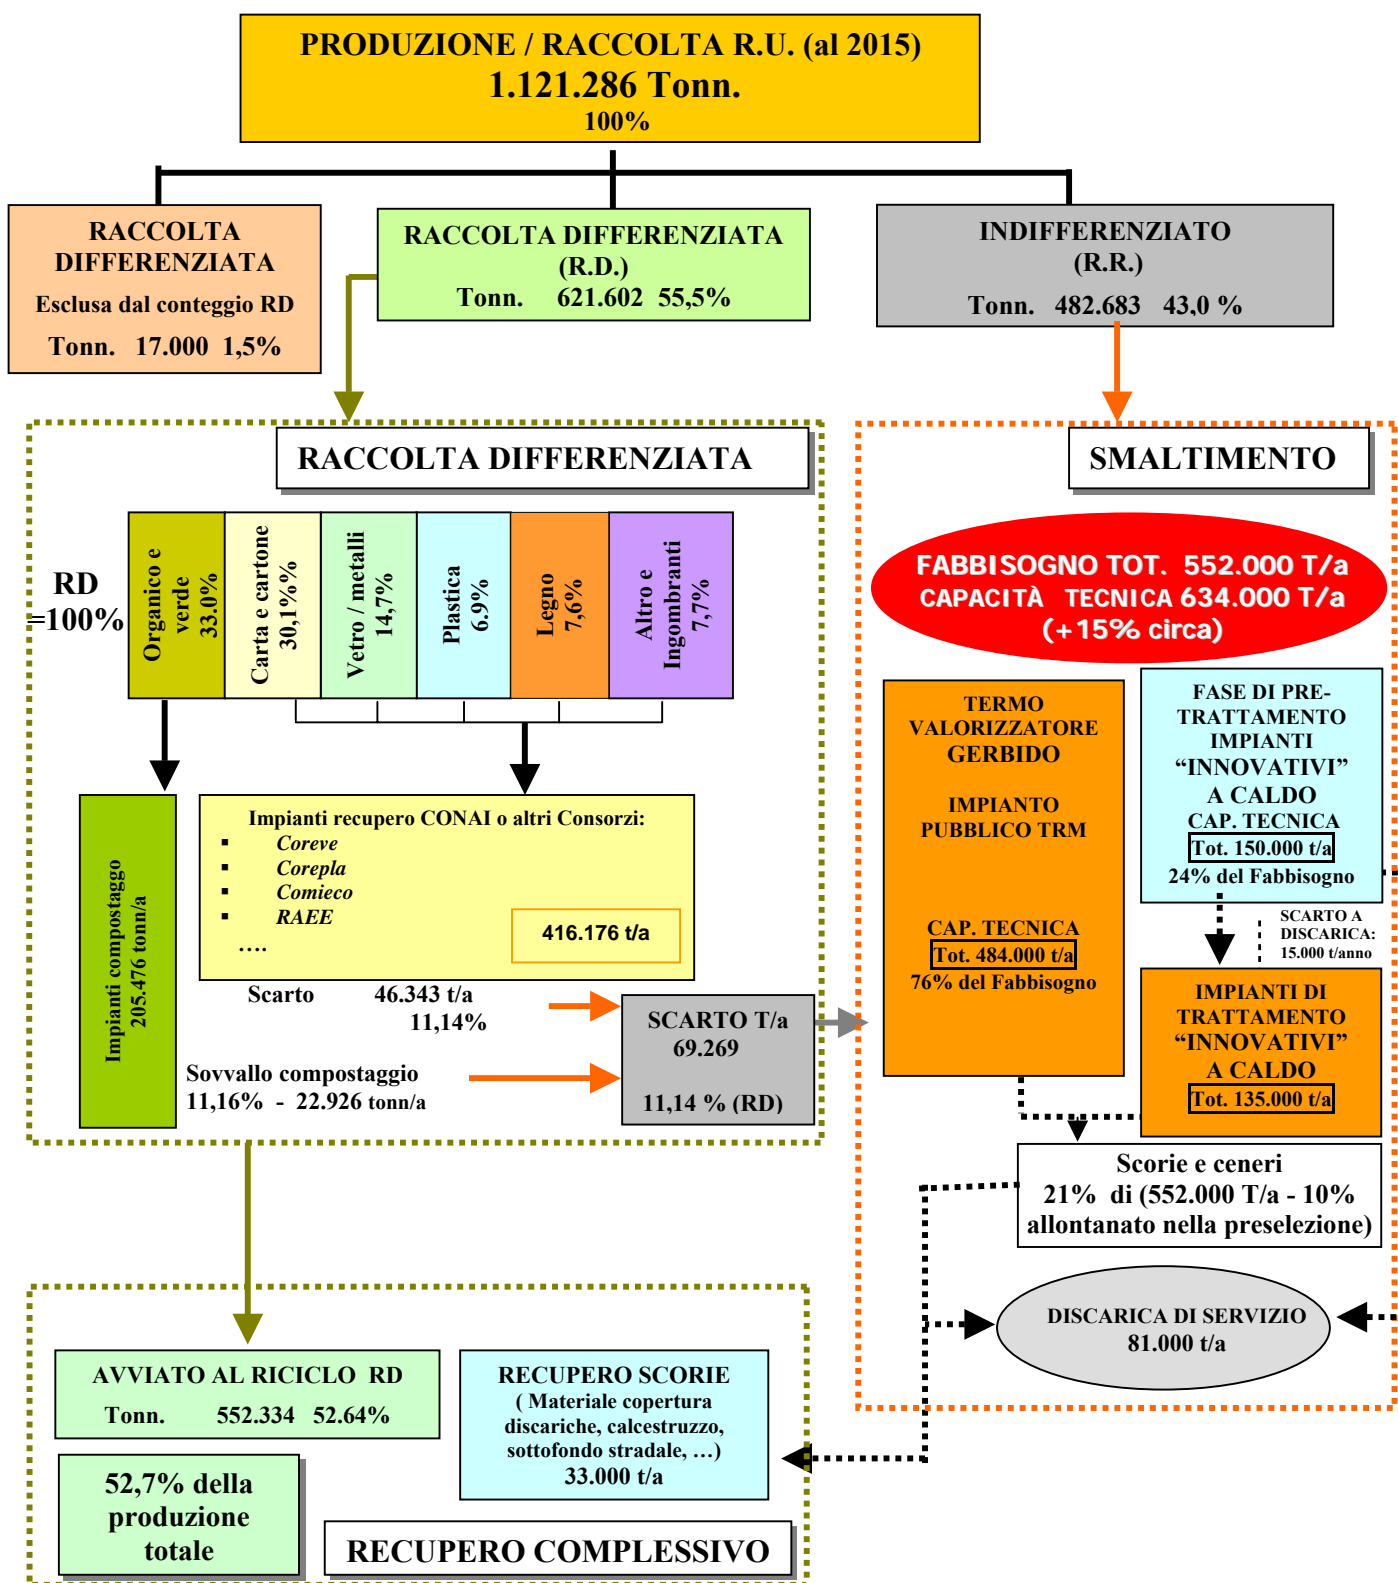 PRODUZIONE / RACCOLTA R.U. (al 2015)
1.121.286 Tonn.
100%
RACCOLTA
DIFFERENZIATA
Esclusa dal conteggio RD
Tonn. 17.000 1,5%
RACCOLTA DIFFERENZIATA
(R.D.)
Tonn. 621.602 55,5%
INDIFFERENZIATO
(R.R.)
Tonn. 482.683 43,0 %
RACCOLTA DIFFERENZIATA
RD
=100%
Organico e
verde
33.0%
Carta e cartone
30,1%%
Vetro / metalli
14,7%
Plastica
6.9%
Legno
7,6%
Altro e
Ingombranti
7,7%
Impianti compostaggo
205.476 tonn/a
Impianti recupero CONAI o altri Consorzi:
▪ Coreve
▪ Corepla
▪ Comieco
▪ RAEE
….
416.176 t/a
Scarto 46.343 t/a
11,14%
Sovvallo compostaggio
11,16% - 22.926 tonn/a
SCARTO T/a
69.269
11,14 % (RD)
SMALTIMENTO
FABBISOGNO TOT. 552.000 T/a
CAPACITÀ TECNICA 634.000 T/a
(+15% circa)
TERMO
VALORIZZATORE
GERBIDO
IMPIANTO
PUBBLICO TRM
CAP. TECNICA
Tot. 484.000 t/a
76% del Fabbisogno
FASE DI PRE-
TRATTAMENTO
IMPIANTI
“INNOVATIVI”
A CALDO
CAP. TECNICA
Tot. 150.000 t/a
24% del Fabbisogno
SCARTO A
DISCARICA:
15.000 t/anno
IMPIANTI DI
TRATTAMENTO
“INNOVATIVI”
A CALDO
Tot. 135.000 t/a
Scorie e ceneri
21% di (552.000 T/a - 10%
allontanato nella preselezione)
DISCARICA DI SERVIZIO
81.000 t/a
AVVIATO AL RICICLO RD
Tonn. 552.334 52.64%
52,7% della
produzione
totale
RECUPERO SCORIE
( Materiale copertura
discariche, calcestruzzo,
sottofondo stradale, …)
33.000 t/a
RECUPERO COMPLESSIVO